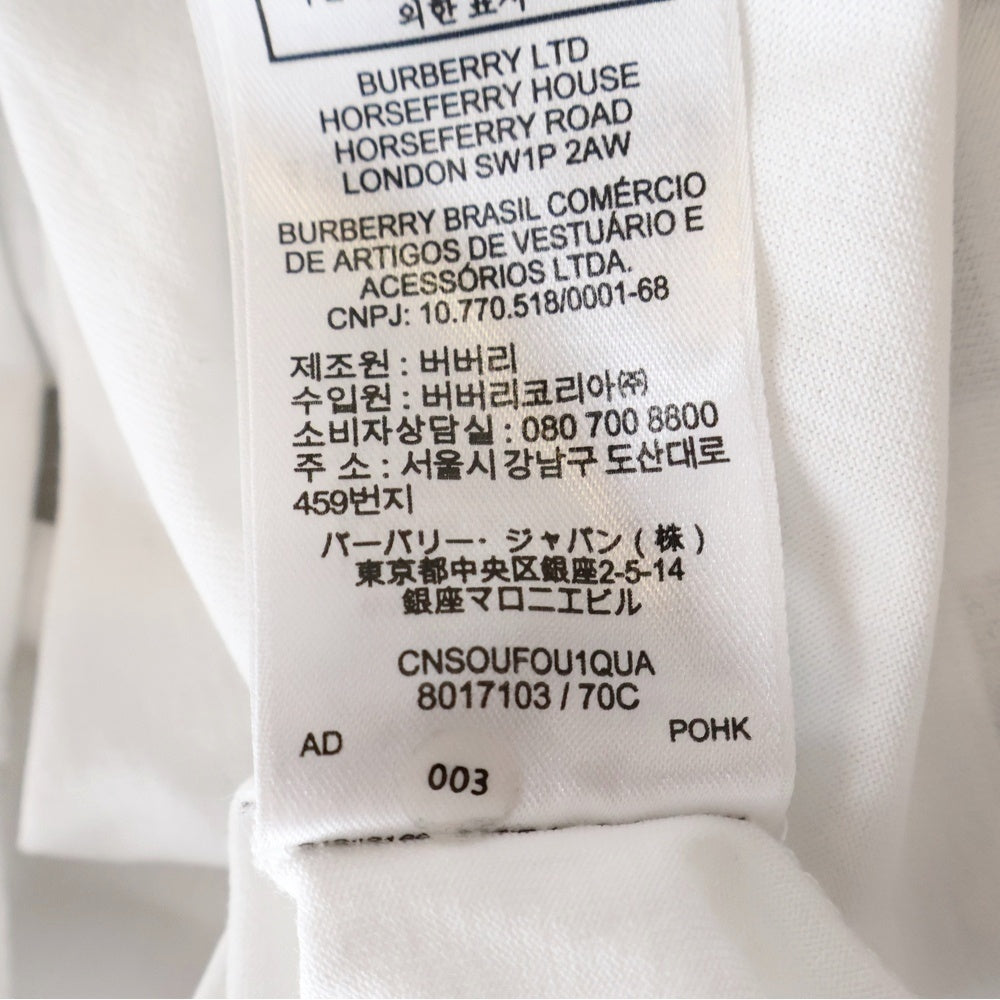 외한 표시
BURBERRY LTD
HORSEFERRY HOUSE
HORSEFERRY ROAD
LONDON SW1P 2AW
BURBERRY BRASIL COMÉRCIO
DE ARTIGOS DE VESTUÁRIO E
ACESSÓRIOS LTDA.
CNPJ: 10.770.518/0001-68
제조원 : 버버리
수입원 : 버버리코리아㈜
소비자상담실 : 080 700 8800
주 소 : 서울시 강남구 도산대로
459번지
バーバリー・ ジャパン ( 株 )
東京都中央区銀座2-5-14
銀座マロニエビル
CNSOUFOU1QUA
8017103 / 70C
AD POHK
003